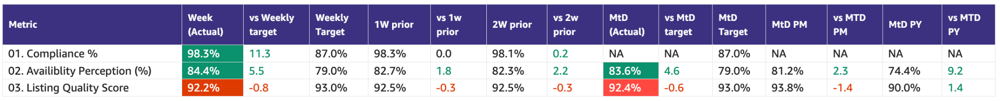 Metric Week (Actual) vs Weekly target Weekly Target 1W prior vs 1w prior 2W prior vs 2w prior MtD (Actual) vs MtD target MtD Target MtD PM vs MTD PM MtD PY vs MTD PY
01. Compliance % 98.3% 11.3 87.0% 98.3% 0.0 98.1% 0.2 NA NA 87.0% NA NA NA NA
02. Availiblity Perception (%) 84.4% 5.5 79.0% 82.7% 1.8 82.3% 2.2 83.6% 4.6 79.0% 81.2% 2.3 74.4% 9.2
03. Listing Quality Score 92.2% -0.8 93.0% 92.5% -0.3 92.5% -0.3 92.4% -0.6 93.0% 93.8% -1.4 90.0% 1.4